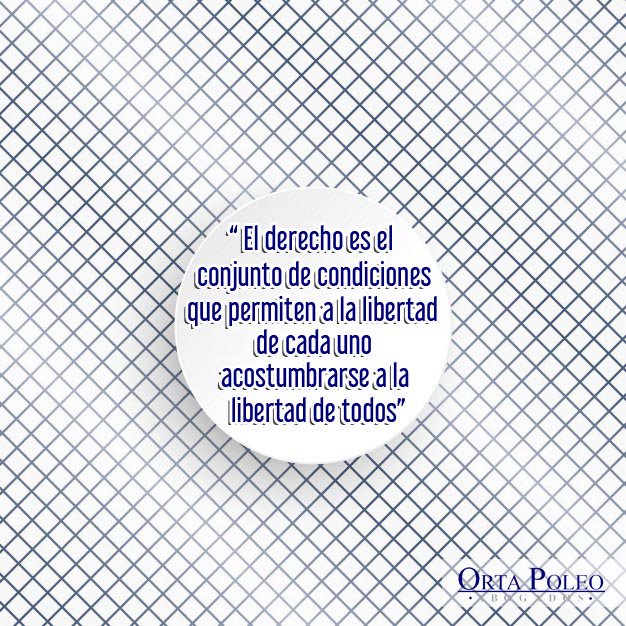 “ El derecho es el
conjunto de condiciones
que permiten a la libertad
de cada uno
acostumbrarse a la
libertad de todos”
ORTA POLEO